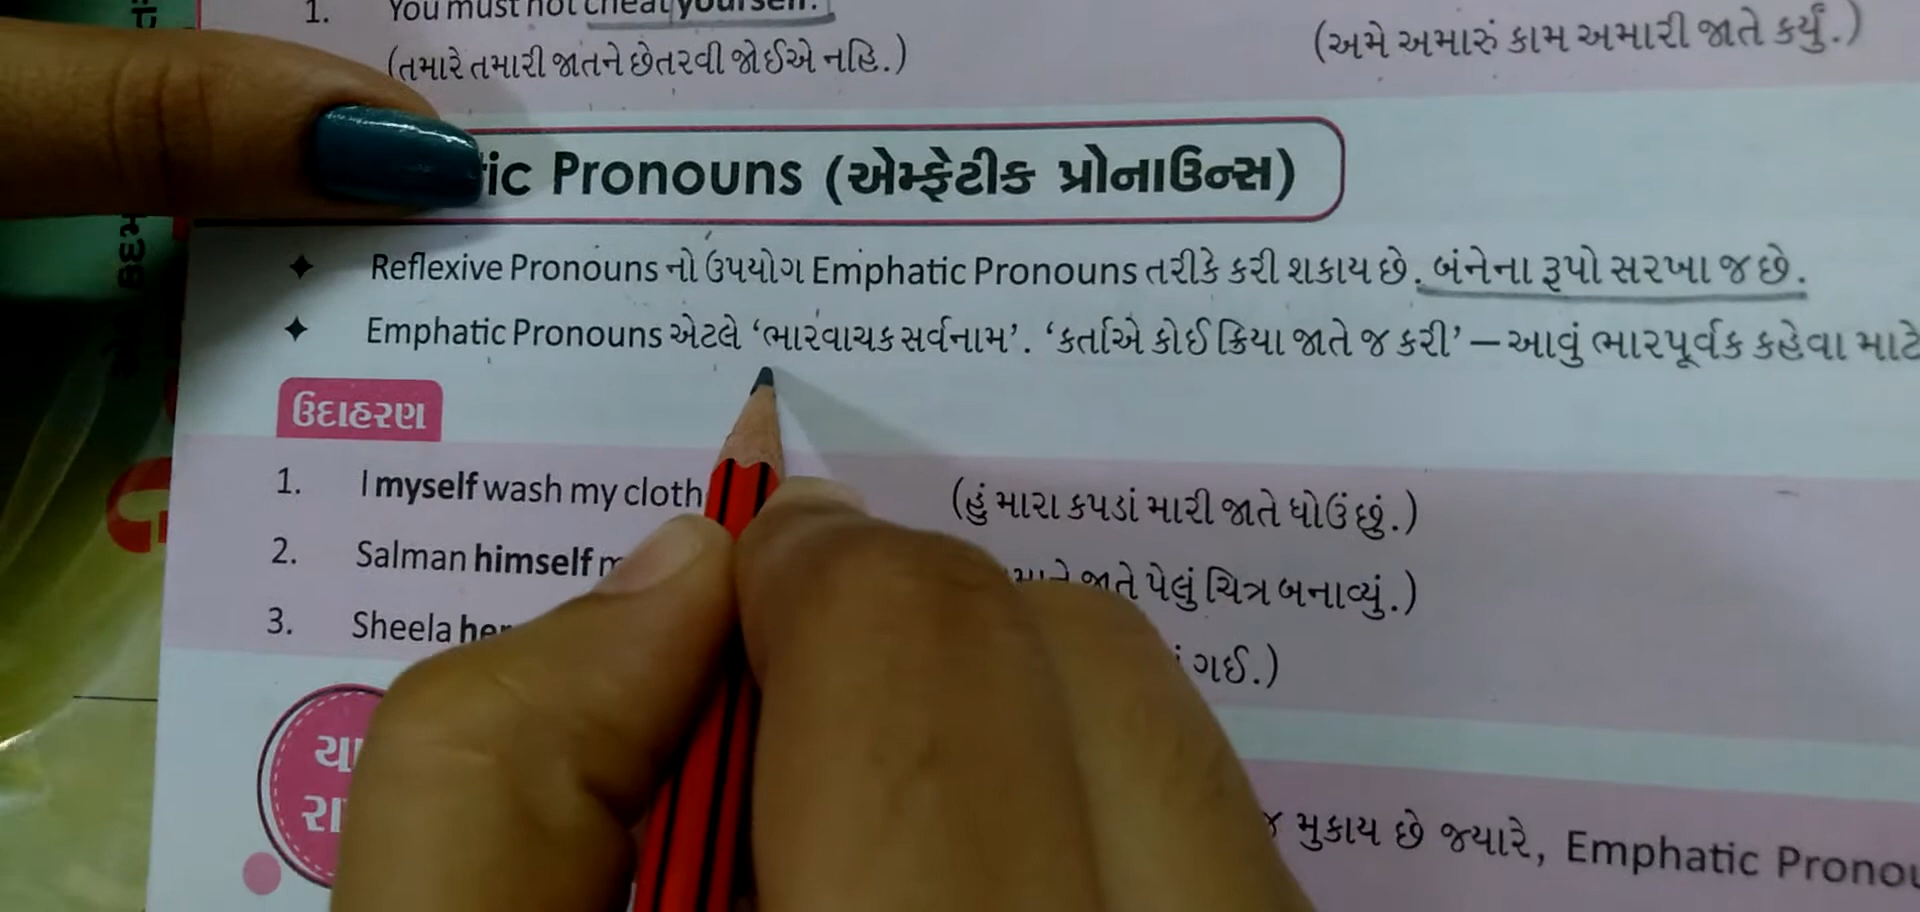 1. You must not cheat yourself.
(તમારે તમારી જાતને છેતરવી જોઈએ નહિ.)
(અમે અમારું કામ અમારી જાતે કર્યું.)
Pronouns (એમ્ફેટીક પ્રોનાઉન્સ)
Reflexive Pronouns નો ઉપયોગ Emphatic Pronouns તરીકે કરી શકાય છે. બંનેના રૂપો સરખા જ છે.
Emphatic Pronouns એટલે ‘ભારવાચક સર્વનામ’. ‘કર્તાએ કોઈ ક્રિયા જાતે જ કરી’ – આવું ભારપૂર્વક કહેવા માટે
ઉદાહરણ
1. I myself wash my cloth
(હું મારા કપડાં મારી જાતે ધોઉં છું.)
2. Salman himself
જાતે પેલું ચિત્ર બનાવ્યું.)
3. Sheela
ગઈ.)
મુકાય છે જ્યારે, Emphatic